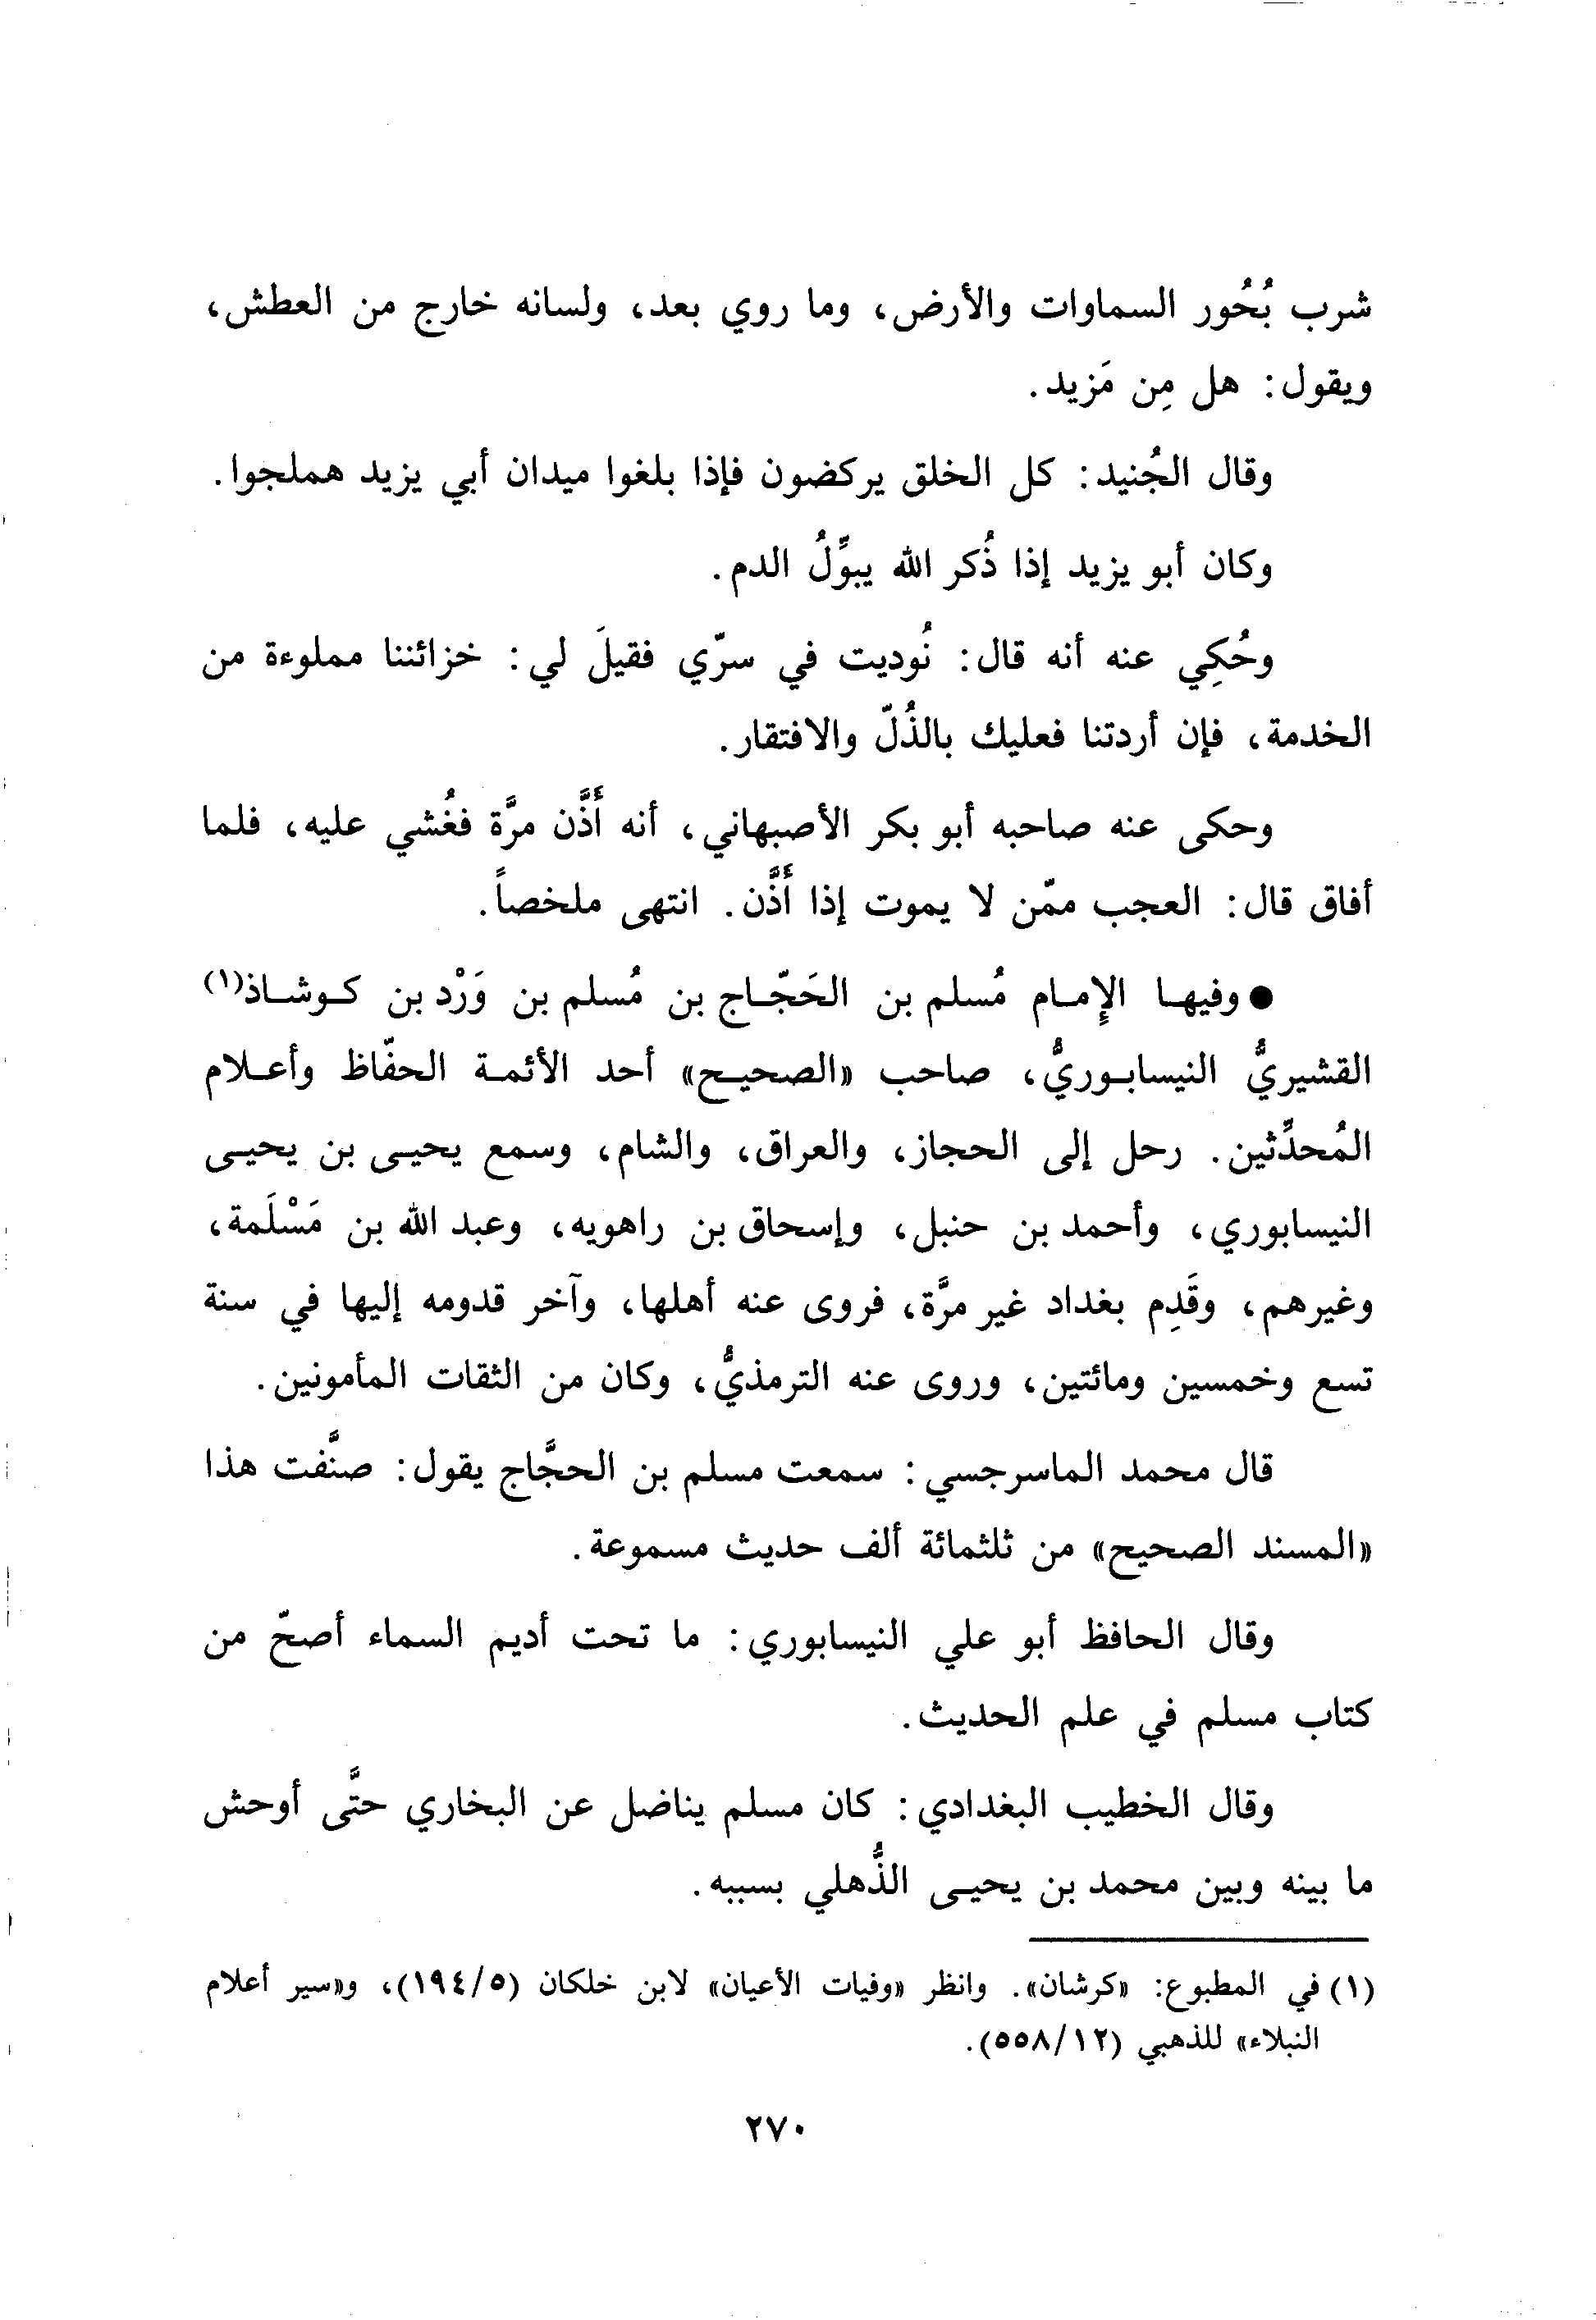 شرب بُحُور السماوات والأرض، وما روي بعد، ولسانه خارج من العطش،
ويقول: هل مِن مَزيد.
وقال الجُنيد: كل الخلق يركضون فإذا بلغوا ميدان أبي يزيد هملجوا.
وكان أبو يزيد إذا ذُكر الله يبوِّلُ الدم.
وحُكِي عنه أنه قال: نُوديت في سرّي فقيلَ لي: خزائننا مملوءة من
الخدمة، فإن أردتنا فعليك بالذُلّ والافتقار.
وحكى عنه صاحبه أبو بكر الأصبهاني، أنه أَذَّن مرَّة فغُشي عليه، فلما
أفاق قال: العجب ممّن لا يموت إذا أَذَّن. انتهى ملخصاً.
● وفيها الإمام مُسلم بن الحَجّاج بن مُسلم بن وَرْد بن كوشاذ(١)
القشيريُّ النيسابوريُّ، صاحب «الصحيح» أحد الأئمة الحفّاظ وأعلام
المُحدِّثين. رحل إلى الحجاز، والعراق، والشام، وسمع يحيى بن يحيى
النيسابوري، وأحمد بن حنبل، وإسحاق بن راهويه، وعبد الله بن مَسْلَمة،
وغيرهم، وقَدِم بغداد غير مرَّة، فروى عنه أهلها، وآخر قدومه إليها في سنة
تسع وخمسين ومائتين، وروى عنه الترمذيُّ، وكان من الثقات المأمونين.
قال محمد الماسرجسي: سمعت مسلم بن الحجَّاج يقول: صنَّفت هذا
«المسند الصحيح» من ثلثمائة ألف حديث مسموعة.
وقال الحافظ أبو علي النيسابوري: ما تحت أديم السماء أصحّ من
كتاب مسلم في علم الحديث.
وقال الخطيب البغدادي: كان مسلم يناضل عن البخاري حتَّى أوحش
ما بينه وبين محمد بن يحيى الذُّهلي بسببه.
(١) في المطبوع: «كرشان». وانظر «وفيات الأعيان» لابن خلكان (٥/١٩٤)، و«سير أعلام
النبلاء» للذهبي (١٢/٥٥٨).
٢٧٠